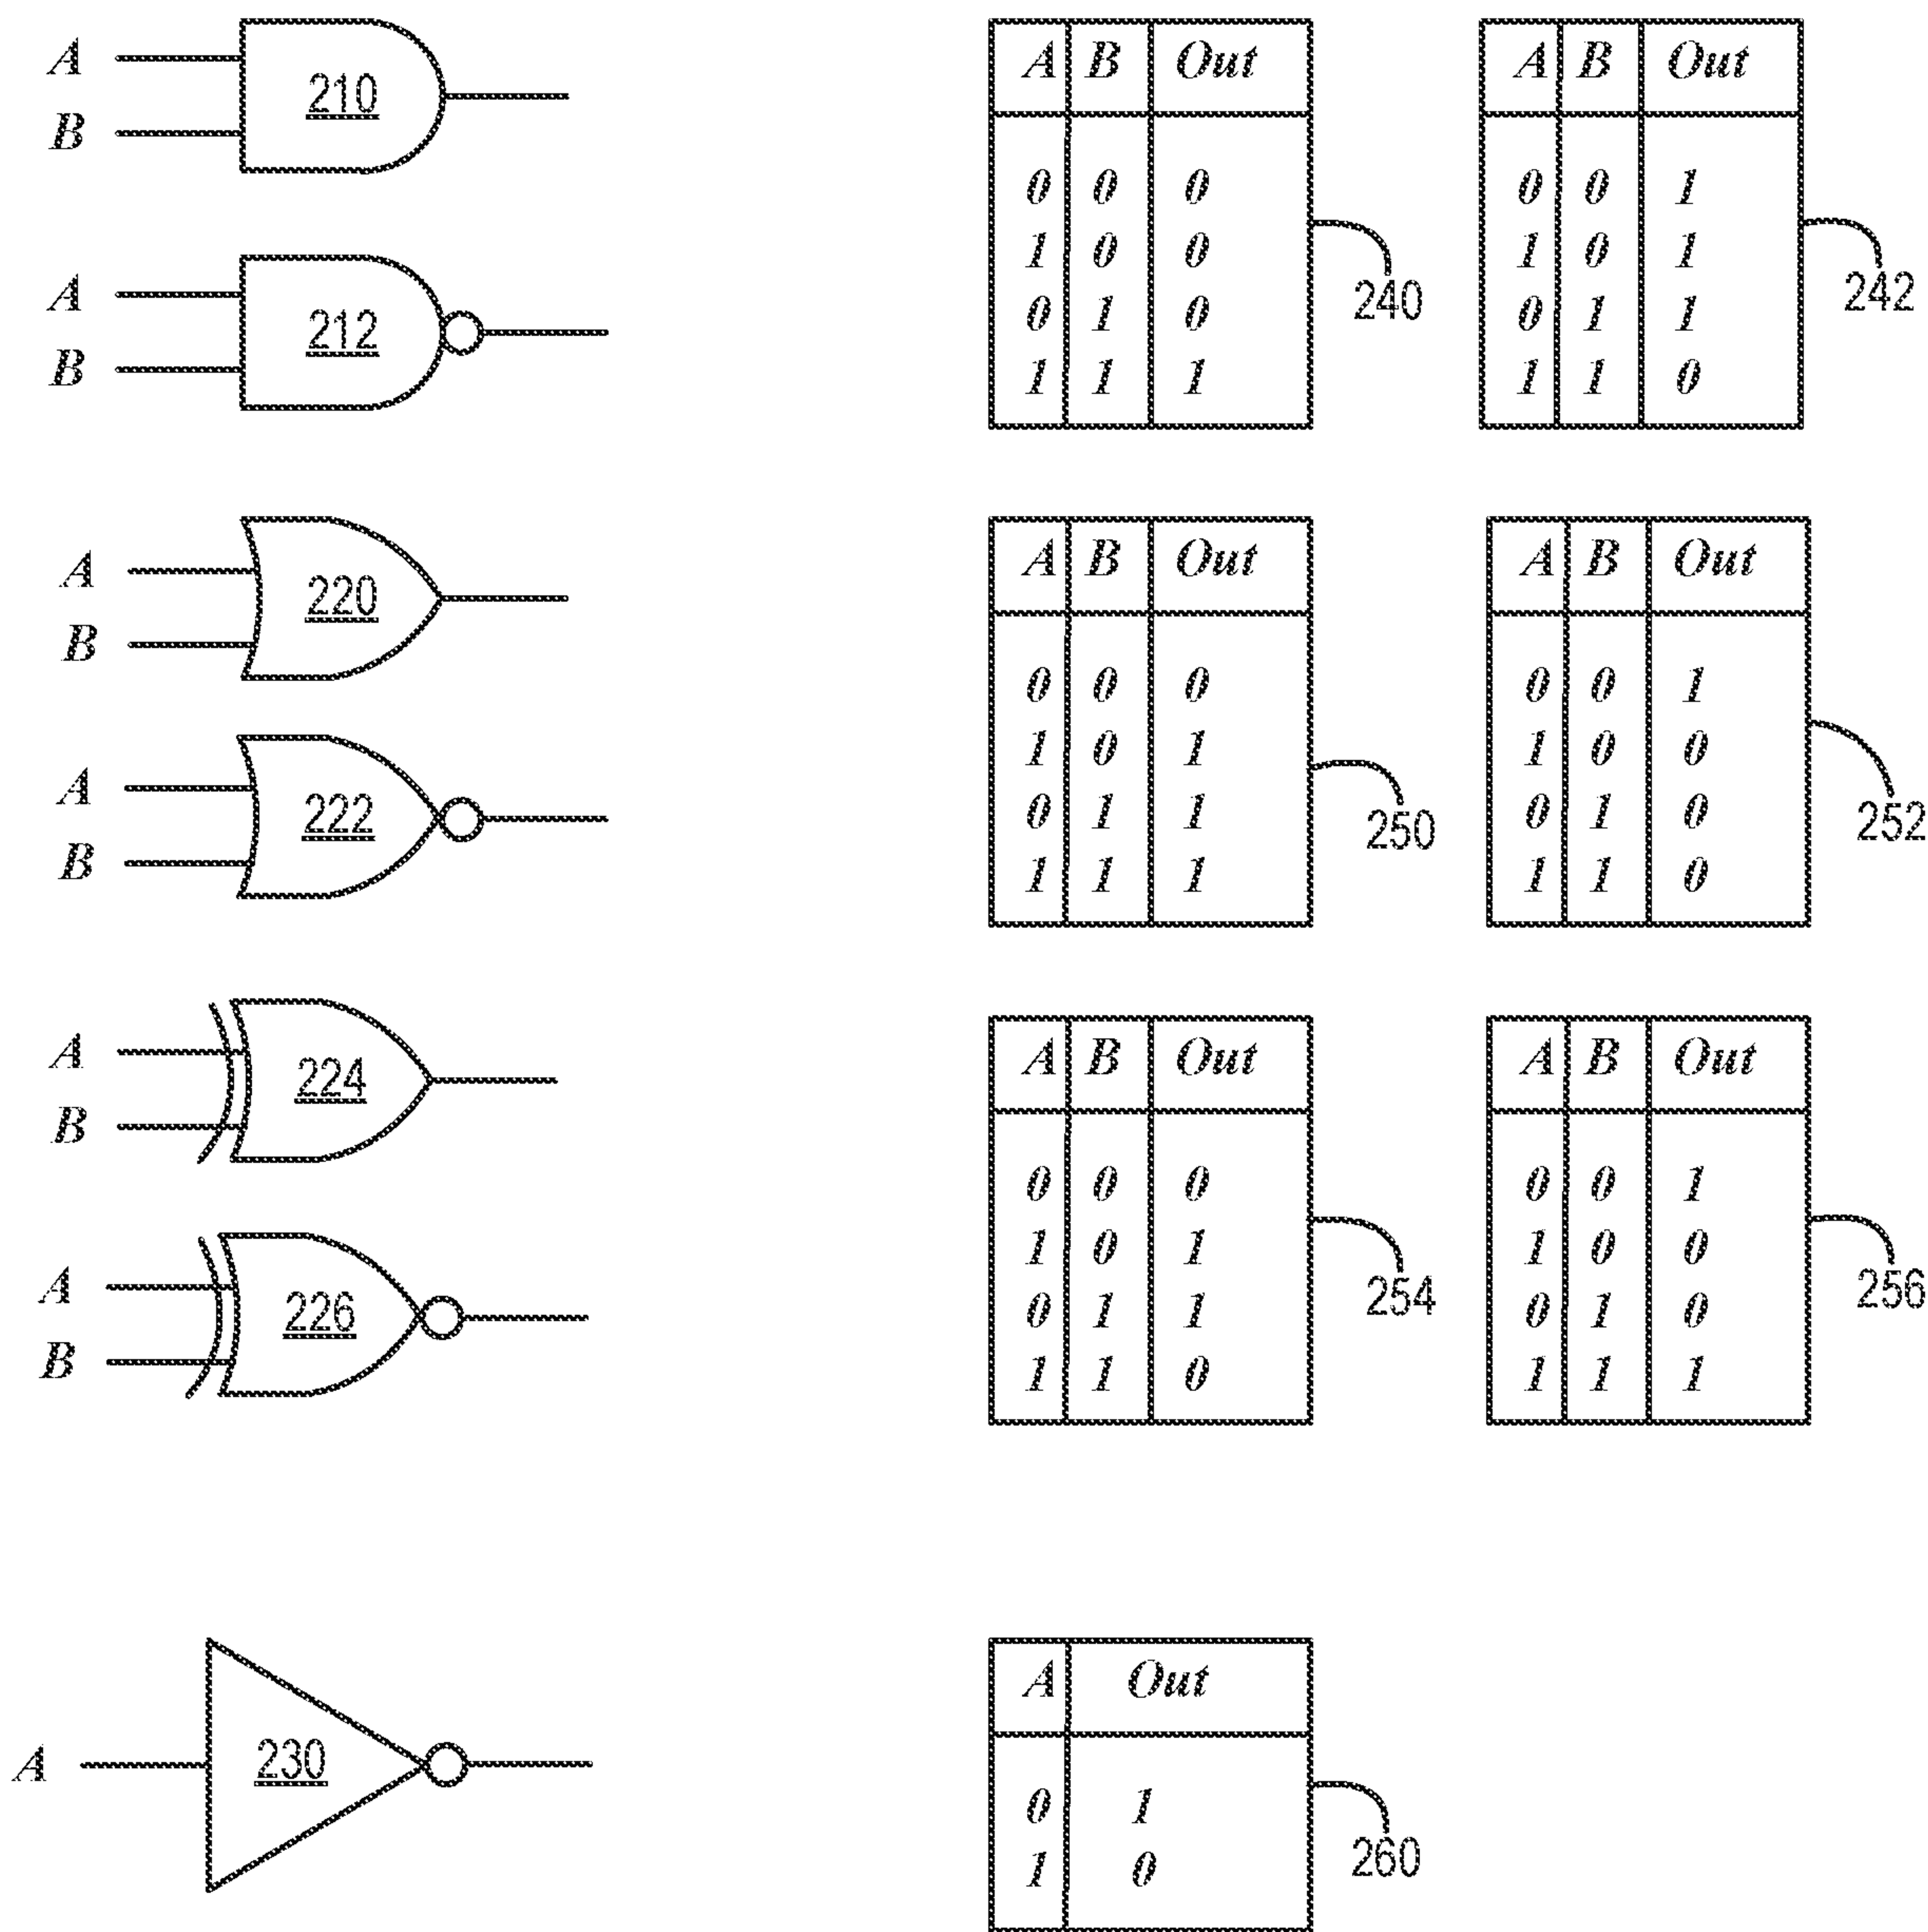 A
210
B
A
212
B
A B Out
0 0 0
1 0 0
0 1 0
1 1 1
240
A B Out
0 0 1
1 0 1
0 1 1
1 1 0
242
A
220
B
A
222
B
A B Out
0 0 0
1 0 1
0 1 1
1 1 1
250
A B Out
0 0 1
1 0 0
0 1 0
1 1 0
252
A
224
B
A
226
B
A B Out
0 0 0
1 0 1
0 1 1
1 1 0
254
A B Out
0 0 1
1 0 0
0 1 0
1 1 1
256
A
230
A Out
0 1
1 0
260